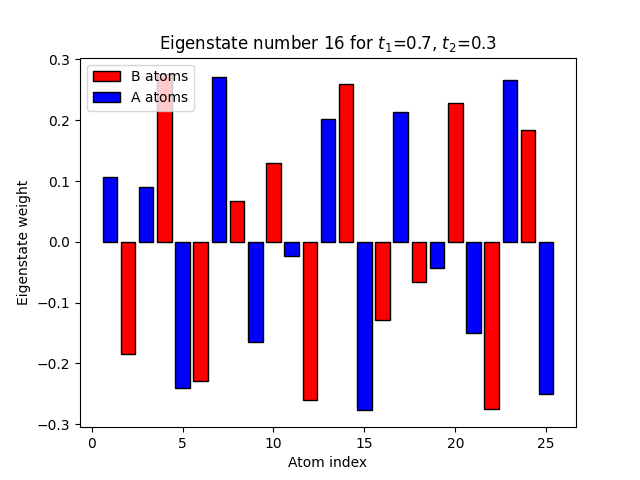 Eigenstate number 16 for t₁=0.7, t₂=0.3
B atoms
A atoms
Eigenstate weight
0.3
0.2
0.1
0.0
−0.1
−0.2
−0.3
0 5 10 15 20 25
Atom index